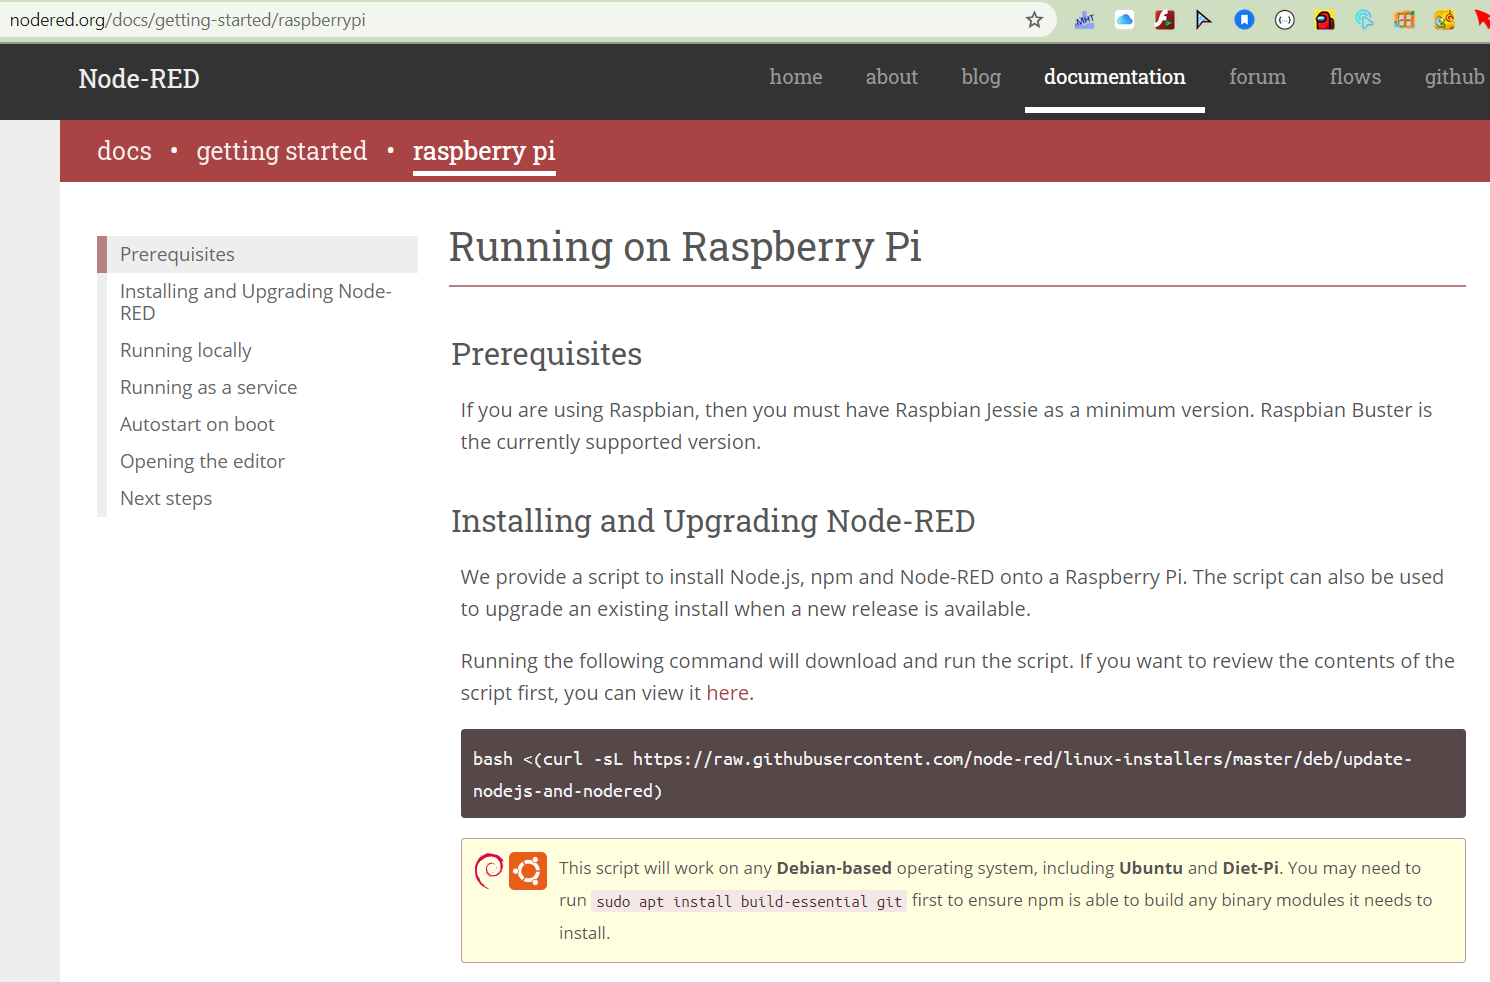 nodered.org/docs/getting-started/raspberrypi
Node-RED
home about blog documentation forum flows github
docs • getting started • raspberry pi
Prerequisites
Installing and Upgrading Node-
RED
Running locally
Running as a service
Autostart on boot
Opening the editor
Next steps
Running on Raspberry Pi
Prerequisites
If you are using Raspbian, then you must have Raspbian Jessie as a minimum version. Raspbian Buster is
the currently supported version.
Installing and Upgrading Node-RED
We provide a script to install Node.js, npm and Node-RED onto a Raspberry Pi. The script can also be used
to upgrade an existing install when a new release is available.
Running the following command will download and run the script. If you want to review the contents of the
script first, you can view it here.
bash <(curl -sL https://raw.githubusercontent.com/node-red/linux-installers/master/deb/update-
nodejs-and-nodered)
This script will work on any Debian-based operating system, including Ubuntu and Diet-Pi. You may need to
run sudo apt install build-essential git first to ensure npm is able to build any binary modules it needs to
install.